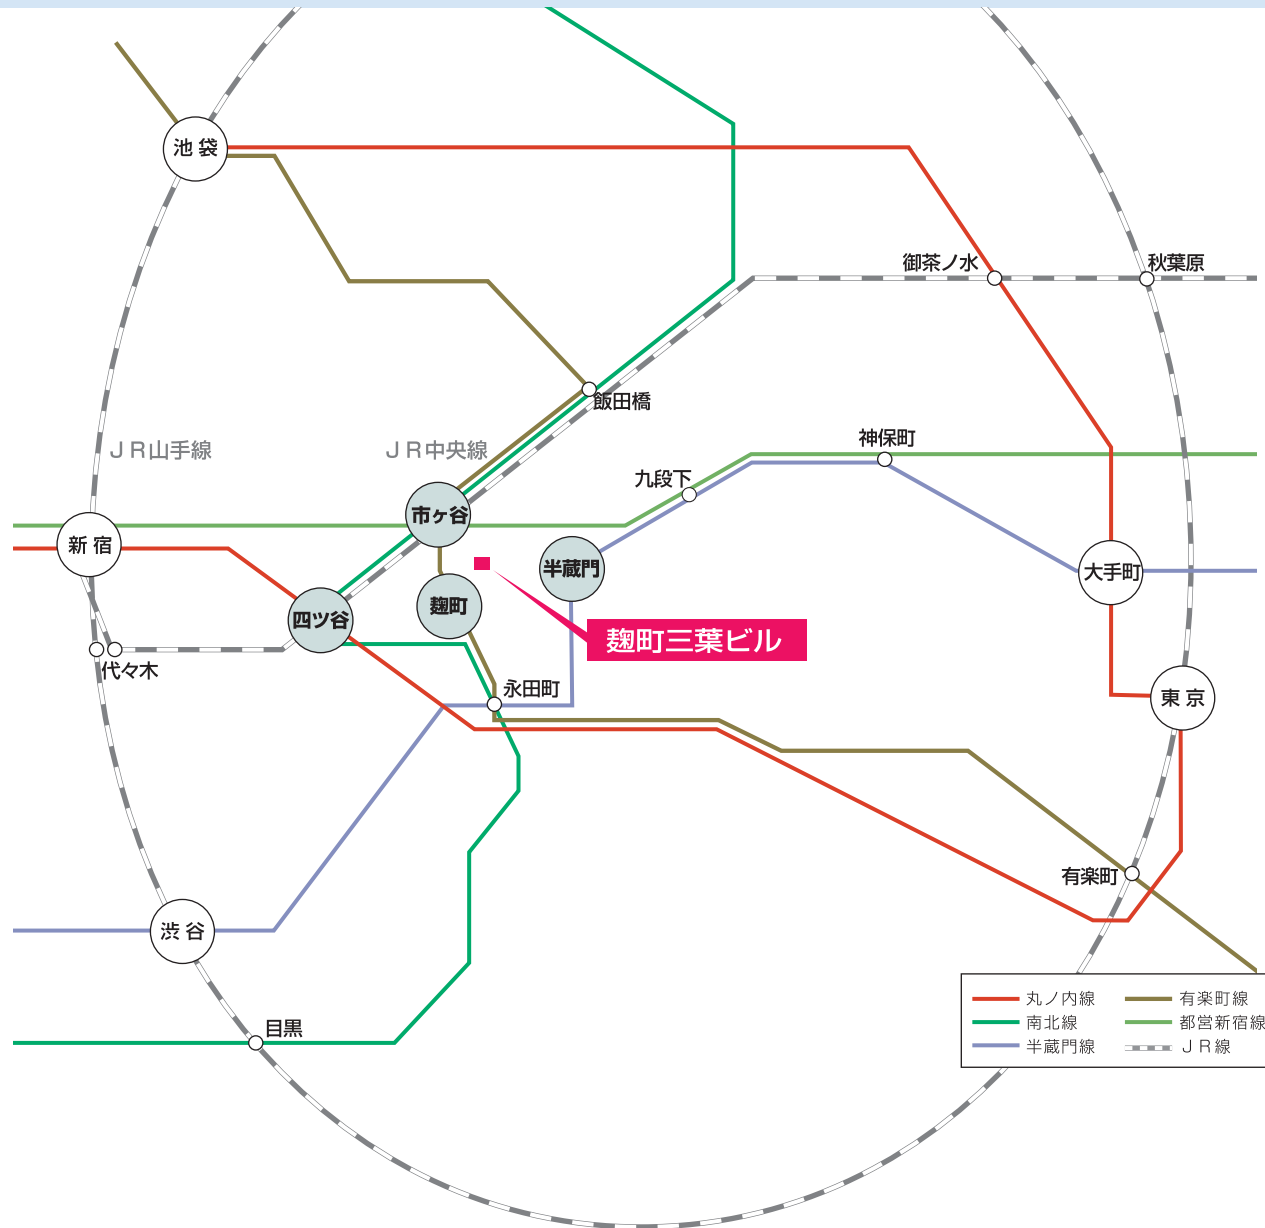 池袋
御茶ノ水
秋葉原
飯田橋
ＪＲ山手線
ＪＲ中央線
神保町
九段下
市ヶ谷
新宿
半蔵門
大手町
麹町
四ツ谷
麹町三葉ビル
代々木
永田町
東京
有楽町
渋谷
目黒
丸ノ内線
有楽町線
南北線
都営新宿線
半蔵門線
ＪＲ線